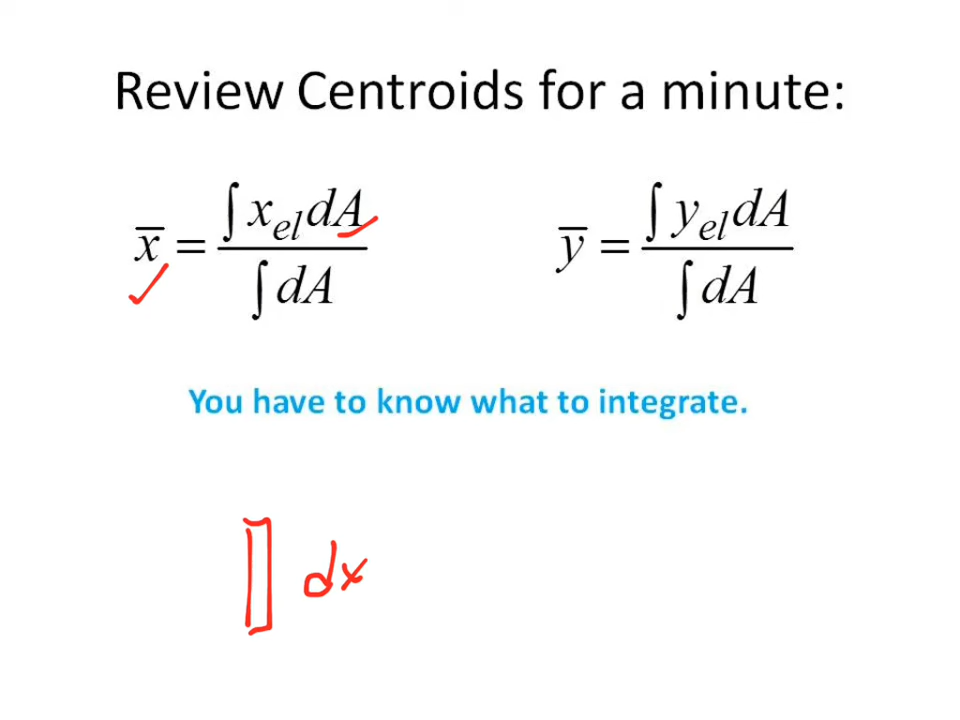 Review Centroids for a minute:
x̄ = ∫ x_el dA / ∫ dA
ȳ = ∫ y_el dA / ∫ dA
You have to know what to integrate.
dx